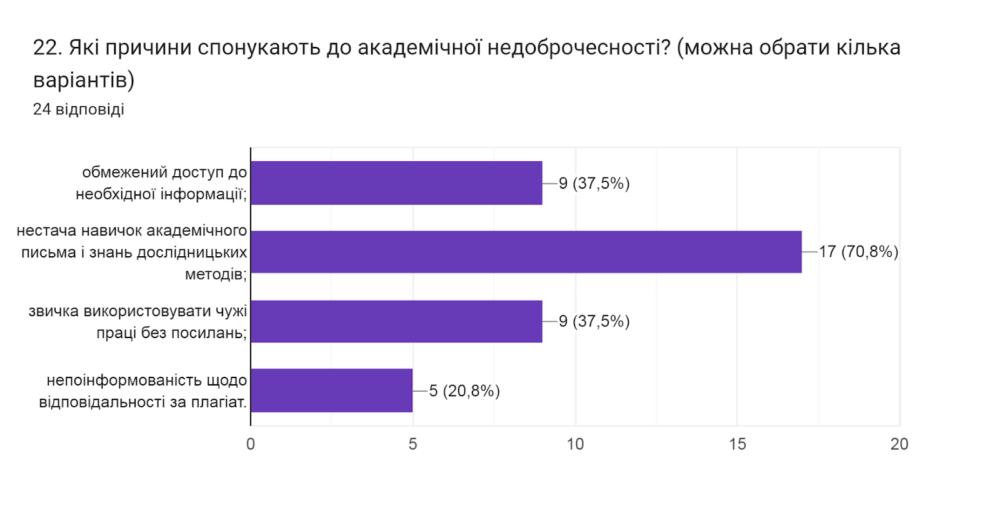 22. Які причини спонукають до академічної недоброчесності? (можна обрати кілька
варіантів)
24 відповіді
обмежений доступ до
необхідної інформації;
9 (37,5%)
нестача навичок академічного
письма і знань дослідницьких
методів;
17 (70,8%)
звичка використовувати чужі
праці без посилань;
9 (37,5%)
непоінформованість щодо
відповідальності за плагіат.
5 (20,8%)
0 5 10 15 20